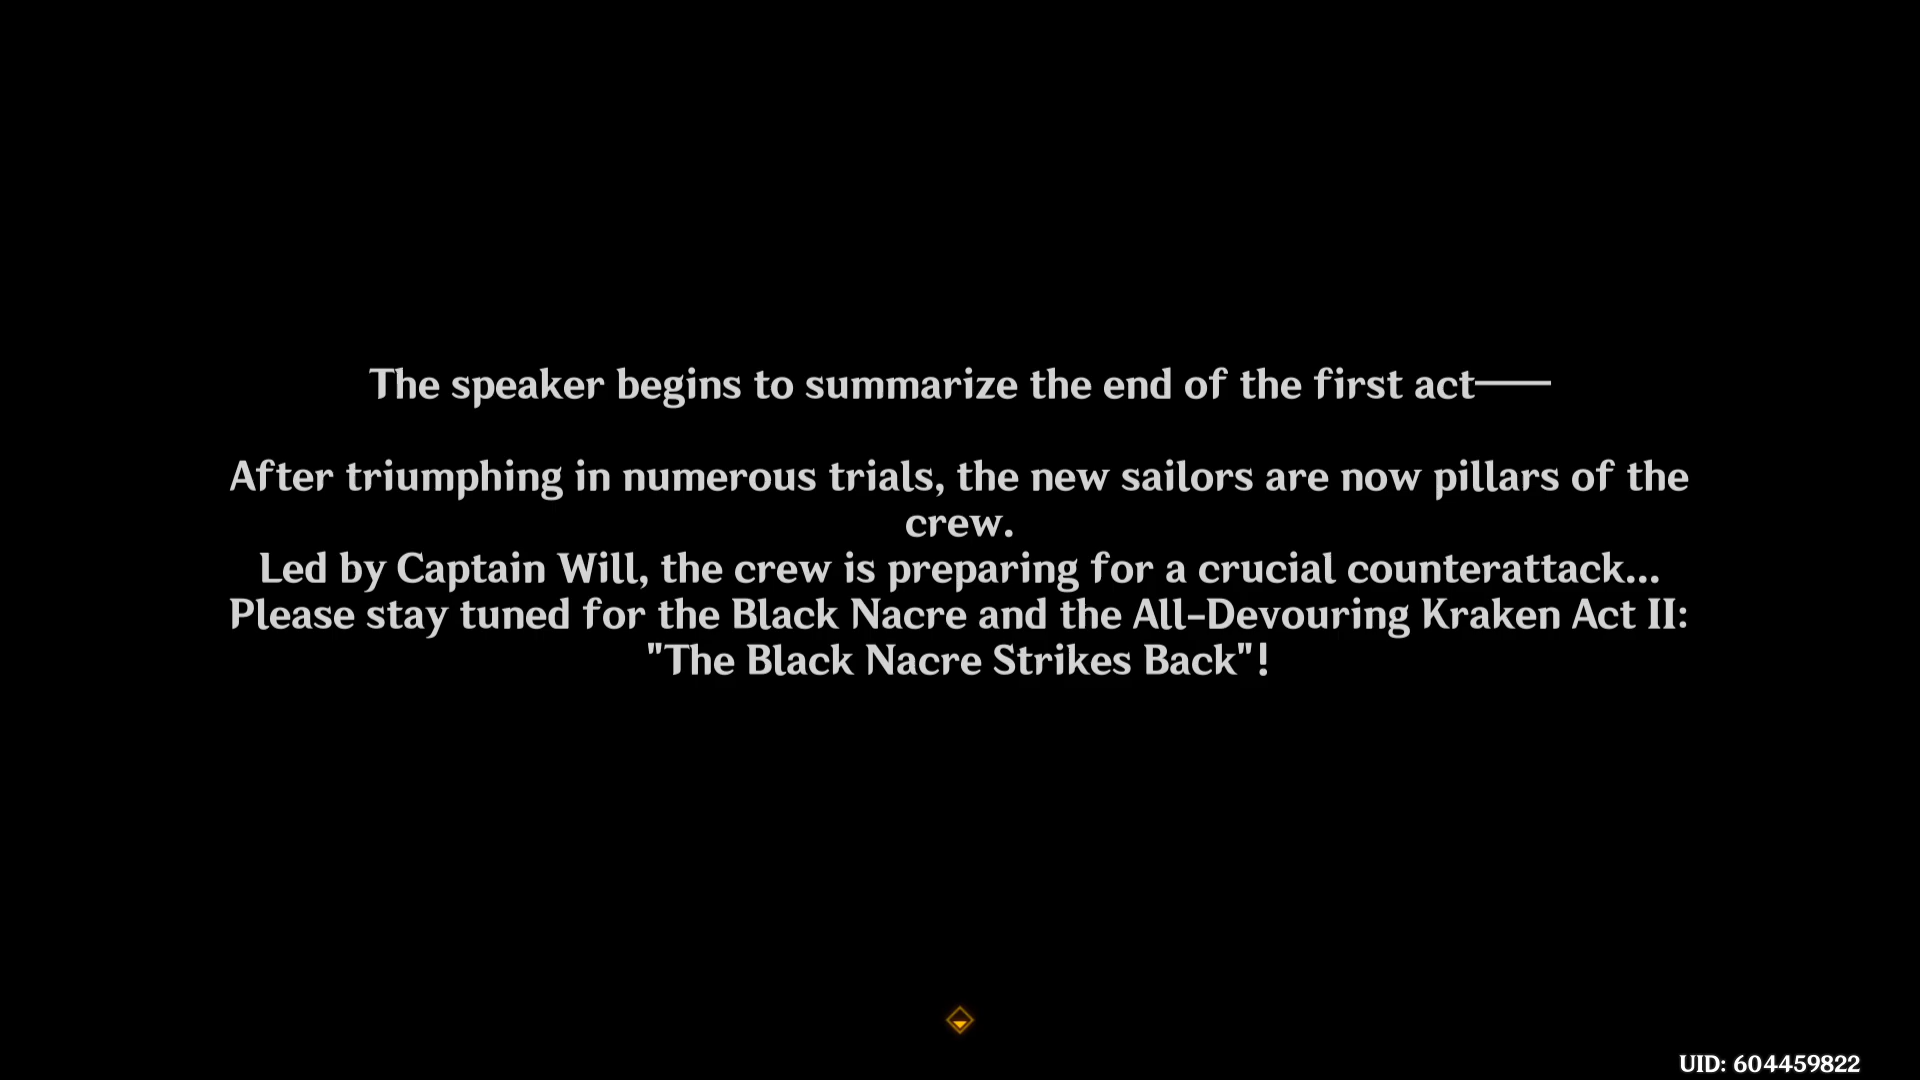 The speaker begins to summarize the end of the first act——
After triumphing in numerous trials, the new sailors are now pillars of the
crew.
Led by Captain Will, the crew is preparing for a crucial counterattack...
Please stay tuned for the Black Nacre and the All-Devouring Kraken Act II:
"The Black Nacre Strikes Back"!
UID: 604459822